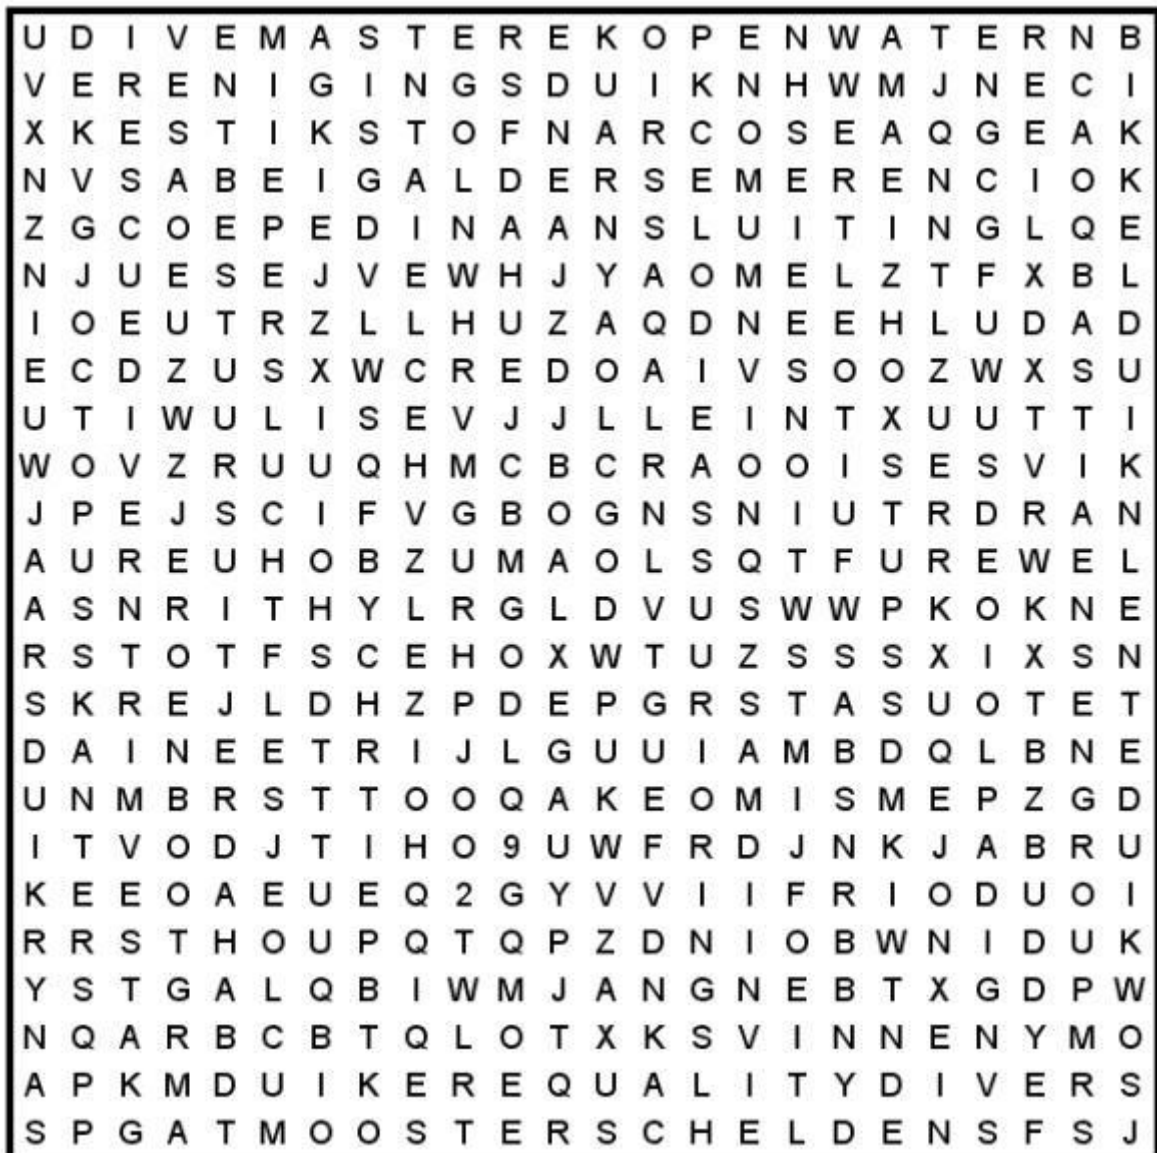 U D I V E M A S T E R E K O P E N W A T E R N B
V E R E N I G I N G S D U I K N H W M J N E C I
X K E S T I K S T O F N A R C O S E A Q G E A K
N V S A B E I G A L D E R S E M E R E N C I O K
Z G C O E P E D I N A A N S L U I T I N G L Q E
N J U E S E J V E W H J Y A O M E L Z T F X B L
I O E U T R Z L L H U Z A Q D N E E H L U D A D
E C D Z U S X W C R E D O A I V S O O Z W X S U
U T I W U L I S E V J J L L E I N T X U U T T I
W O V Z R U U Q H M C B C R A O O I S E S V I K
J P E J S C I F V G B O G N S N I U T R D R A N
A U R E U H O B Z U M A O L S Q T F U R E W E L
A S N R I T H Y L R G L D V U S W W P K O K N E
R S T O T F S C E H O X W T U Z S S S X I X S N
S K R E J L D H Z P D E P G R S T A S U O T E T
D A I N E E T R I J L G U U I A M B D Q L B N E
U N M B R S T T O O Q A K E O M I S M E P Z G D
I T V O D J T I H O 9 U W F R D J N K J A B R U
K E E O A E U E Q 2 G Y V V I I F R I O D U O I
R R S T H O U P Q T Q P Z D N I O B W N I D U K
Y S T G A L Q B I W M J A N G N E B T X G D P W
N Q A R B C B T Q L O T X K S V I N N E N Y M O
A P K M D U I K E R E Q U A L I T Y D I V E R S
S P G A T M O O S T E R S C H E L D E N S F S J